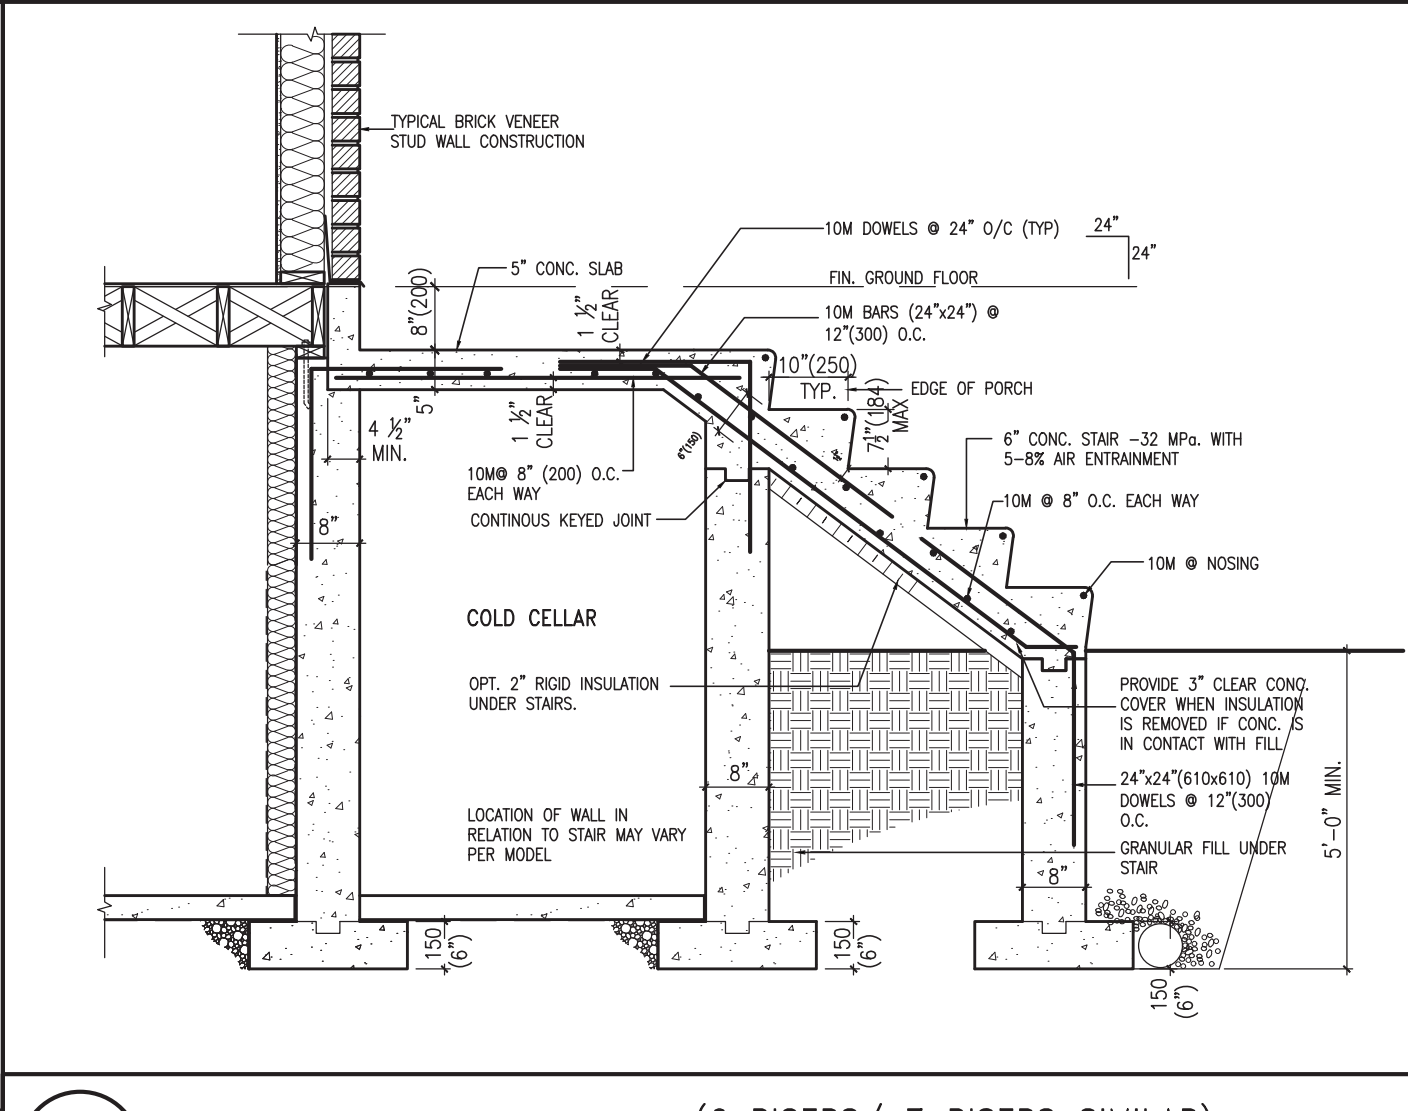 TYPICAL BRICK VENEER
STUD WALL CONSTRUCTION
10M DOWELS @ 24" O/C (TYP)
24"
24"
5" CONC. SLAB
FIN. GROUND FLOOR
8"(200)
1 ½"
CLEAR
10M BARS (24"x24") @
12"(300) O.C.
10"(250)
TYP.
EDGE OF PORCH
7½"(184)
MAX
5"
1 ½"
CLEAR
4 ½"
MIN.
6"(150)
6" CONC. STAIR -32 MPa. WITH
5-8% AIR ENTRAINMENT
10M@ 8" (200) O.C.
EACH WAY
10M @ 8" O.C. EACH WAY
CONTINOUS KEYED JOINT
8"
10M @ NOSING
COLD CELLAR
OPT. 2" RIGID INSULATION
UNDER STAIRS.
PROVIDE 3" CLEAR CONC.
COVER WHEN INSULATION
IS REMOVED IF CONC. IS
IN CONTACT WITH FILL
8"
24"x24"(610x610) 10M
DOWELS @ 12"(300)
O.C.
5'-0" MIN.
LOCATION OF WALL IN
RELATION TO STAIR MAY VARY
PER MODEL
GRANULAR FILL UNDER
STAIR
8"
150
(6")
150
(6")
150
(6")